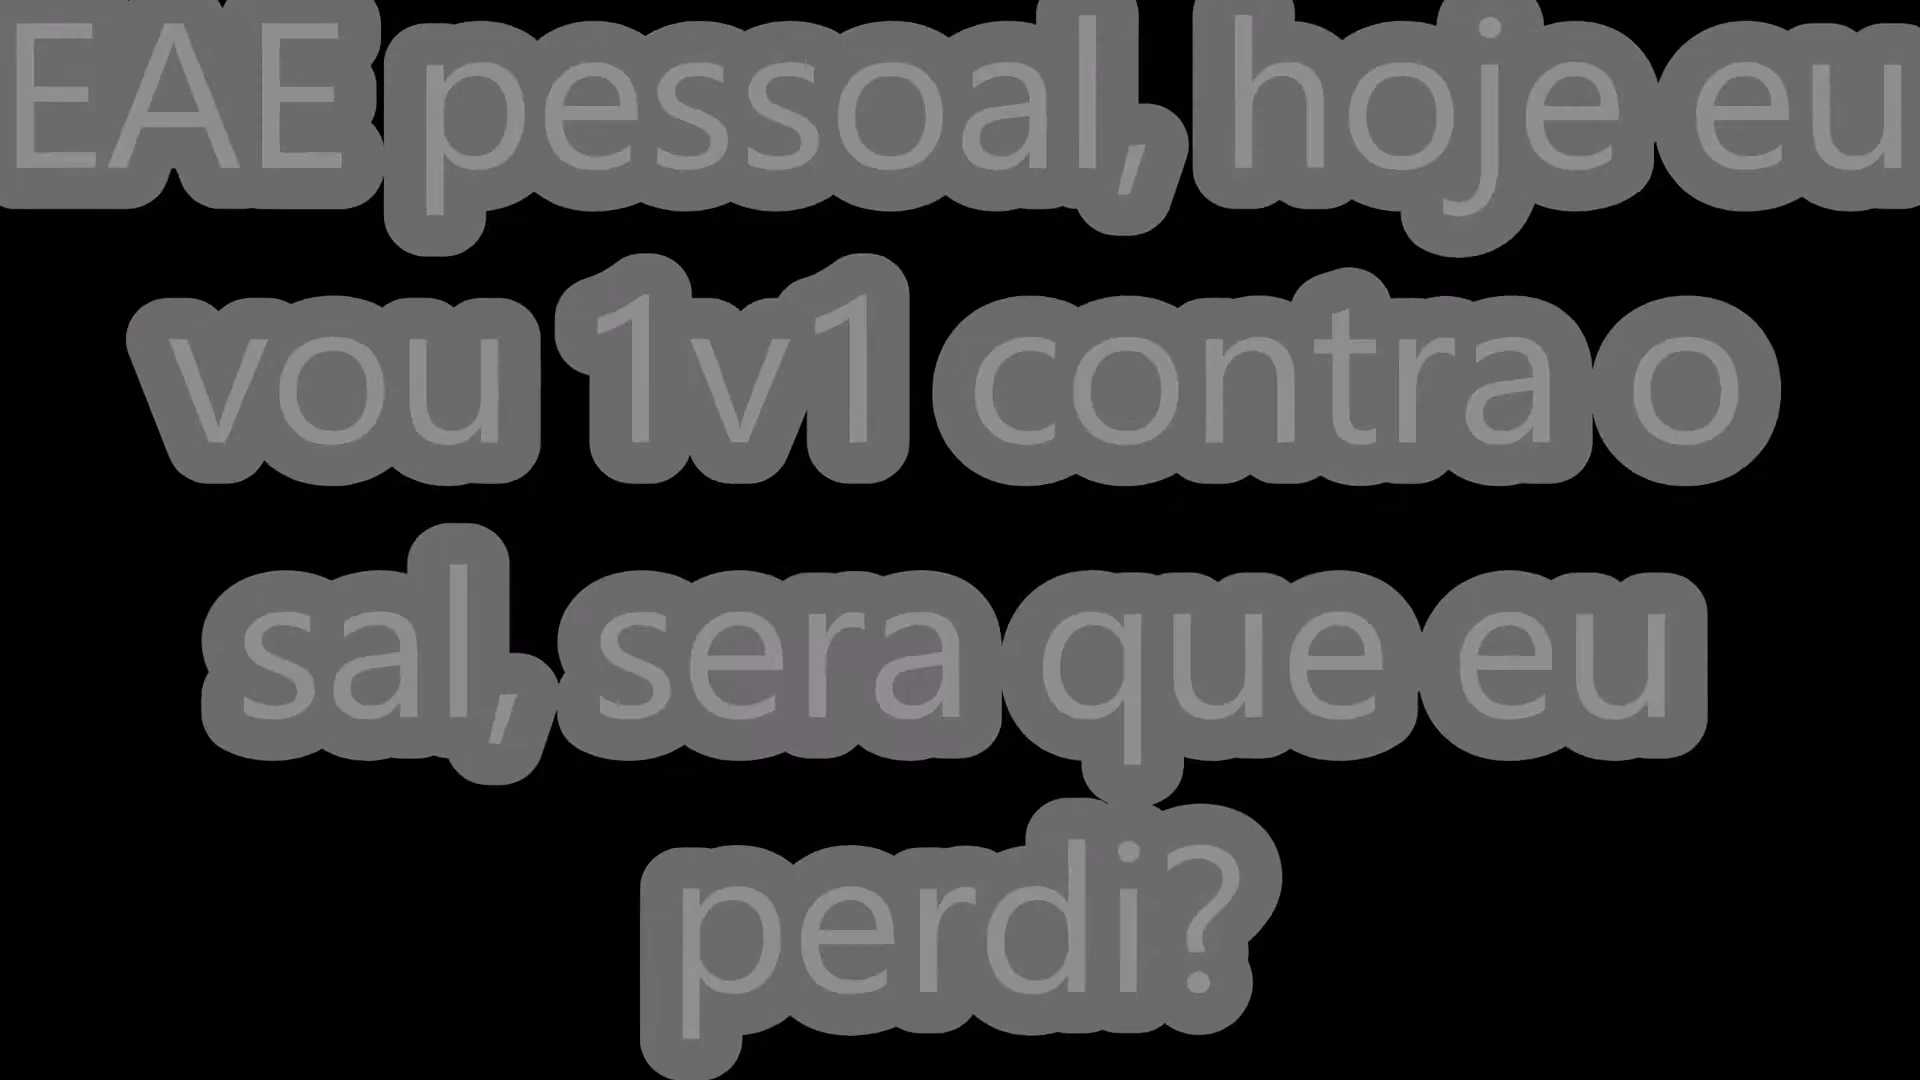 EAE pessoal, hoje eu
vou 1v1 contra o
sal, sera que eu
perdi?